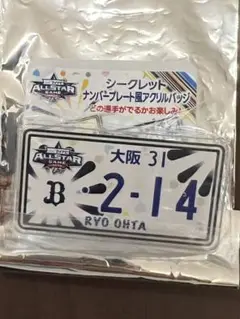 ALLSTAR
GAME
シークレット
ナンバープレート風アクリルバッジ
どの選手がでるかお楽しみ!
ALLSTAR
GAME
大阪 31
B -2-14
RYO OHTA